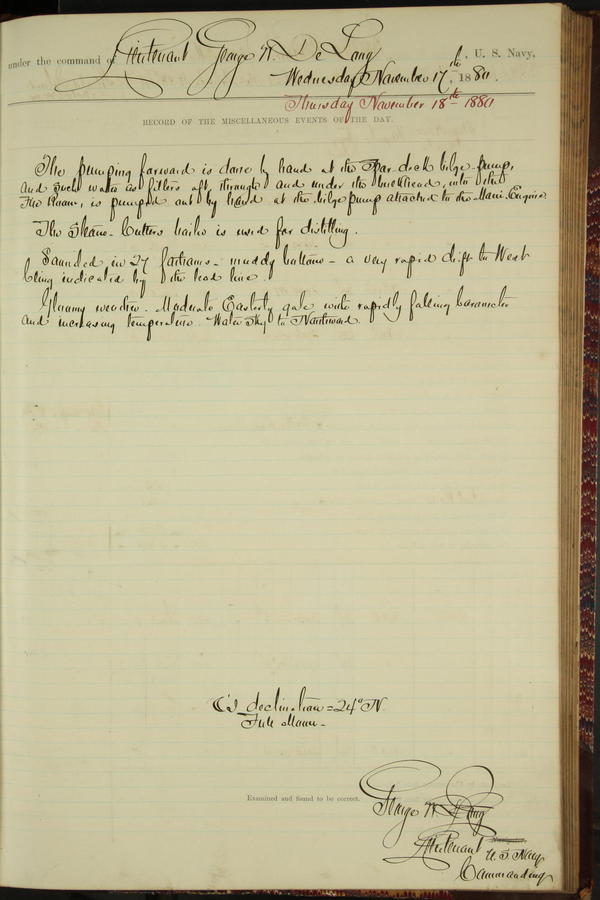 under the command of Lieutenant George W. De Long, U. S. Navy,
Wednesday November 17th, 1880.
Thursday November 18th 1880
RECORD OF THE MISCELLANEOUS EVENTS OF THE DAY.
The pumping forward is done by hand at the Spar-deck bilge-pump,
and such water as filters aft through and under the bulkhead, into the
Fire Room, is pumped out by hand at the bilge pump attached to the Main Engine.
The Steam-Cutters boiler is used for distilling.
Sounded in 27 fathoms - muddy bottom - a very rapid drift to West
being indicated by the lead line.
Gloomy weather. Moderate Easterly gale with rapidly falling barometer
and increasing temperature. Water Sky to Northward.
☾'s declination = 24° N.
Full Moon -
Examined and found to be correct.
George W. De Long
Lieutenant U. S. Navy
Commanding